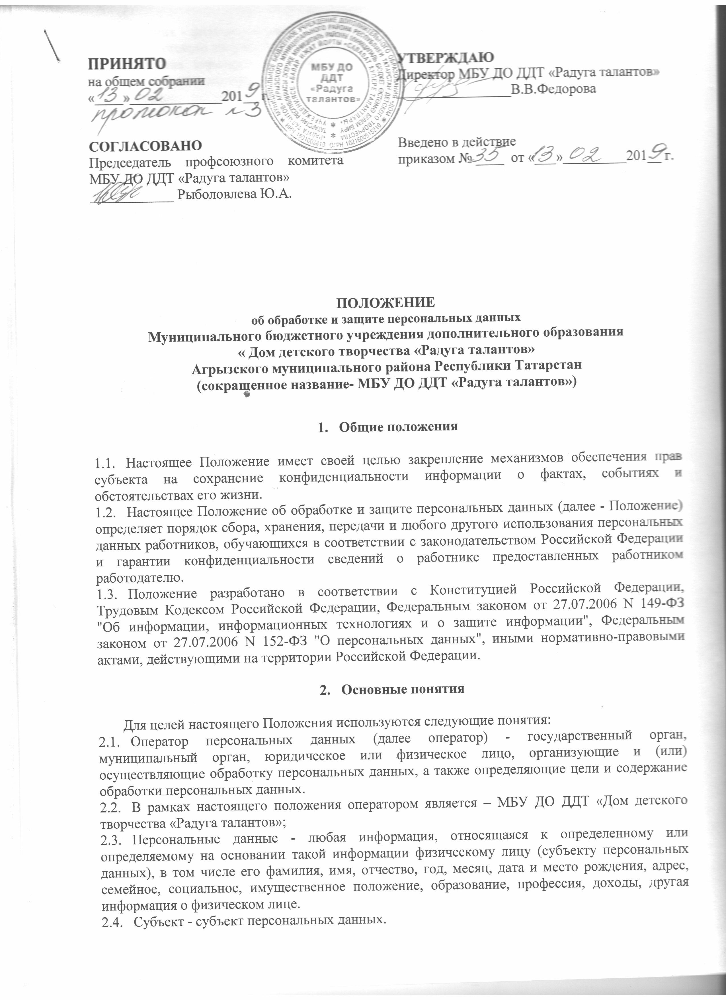 ПРИНЯТО
на общем собрании
«13» 02 2019 г.
протокол №3
СОГЛАСОВАНО
Председатель профсоюзного комитета
МБУ ДО ДДТ «Радуга талантов»
Рыболовлева Ю.А.
МБУ ДО
ДДТ
«Радуга
талантов»
УТВЕРЖДАЮ
Директор МБУ ДО ДДТ «Радуга талантов»
В.В.Федорова
Введено в действие
приказом № 35 от «13» 02 2019 г.
ПОЛОЖЕНИЕ
об обработке и защите персональных данных
Муниципального бюджетного учреждения дополнительного образования
« Дом детского творчества «Радуга талантов»
Агрызского муниципального района Республики Татарстан
(сокращенное название- МБУ ДО ДДТ «Радуга талантов»)
1. Общие положения
1.1. Настоящее Положение имеет своей целью закрепление механизмов обеспечения прав
субъекта на сохранение конфиденциальности информации о фактах, событиях и
обстоятельствах его жизни.
1.2. Настоящее Положение об обработке и защите персональных данных (далее - Положение)
определяет порядок сбора, хранения, передачи и любого другого использования персональных
данных работников, обучающихся в соответствии с законодательством Российской Федерации
и гарантии конфиденциальности сведений о работнике предоставленных работником
работодателю.
1.3. Положение разработано в соответствии с Конституцией Российской Федерации,
Трудовым Кодексом Российской Федерации, Федеральным законом от 27.07.2006 N 149-ФЗ
"Об информации, информационных технологиях и о защите информации", Федеральным
законом от 27.07.2006 N 152-ФЗ "О персональных данных", иными нормативно-правовыми
актами, действующими на территории Российской Федерации.
2. Основные понятия
Для целей настоящего Положения используются следующие понятия:
2.1. Оператор персональных данных (далее оператор) - государственный орган,
муниципальный орган, юридическое или физическое лицо, организующие и (или)
осуществляющие обработку персональных данных, а также определяющие цели и содержание
обработки персональных данных.
2.2. В рамках настоящего положения оператором является – МБУ ДО ДДТ «Дом детского
творчества «Радуга талантов»;
2.3. Персональные данные - любая информация, относящаяся к определенному или
определяемому на основании такой информации физическому лицу (субъекту персональных
данных), в том числе его фамилия, имя, отчество, год, месяц, дата и место рождения, адрес,
семейное, социальное, имущественное положение, образование, профессия, доходы, другая
информация о физическом лице.
2.4. Субъект - субъект персональных данных.